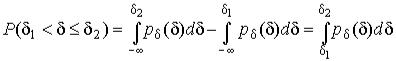 P(δ₁ < δ ≤ δ₂) = ∫_{-∞}^{δ₂} p_δ(δ)dδ − ∫_{-∞}^{δ₁} p_δ(δ)dδ = ∫_{δ₁}^{δ₂} p_δ(δ)dδ